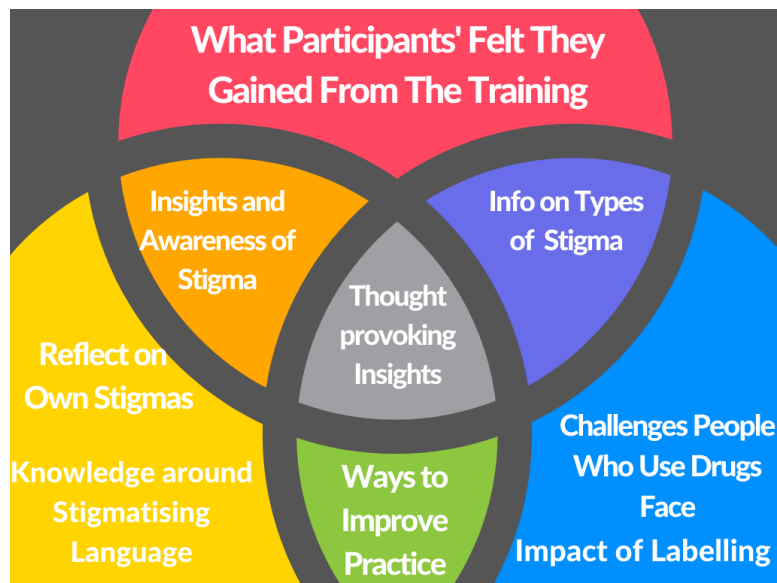 What Participants' Felt They
Gained From The Training
Insights and
Awareness of
Stigma
Info on Types
of Stigma
Thought
provoking
Insights
Reflect on
Own Stigmas
Knowledge around
Stigmatising
Language
Ways to
Improve
Practice
Challenges People
Who Use Drugs
Face
Impact of Labelling